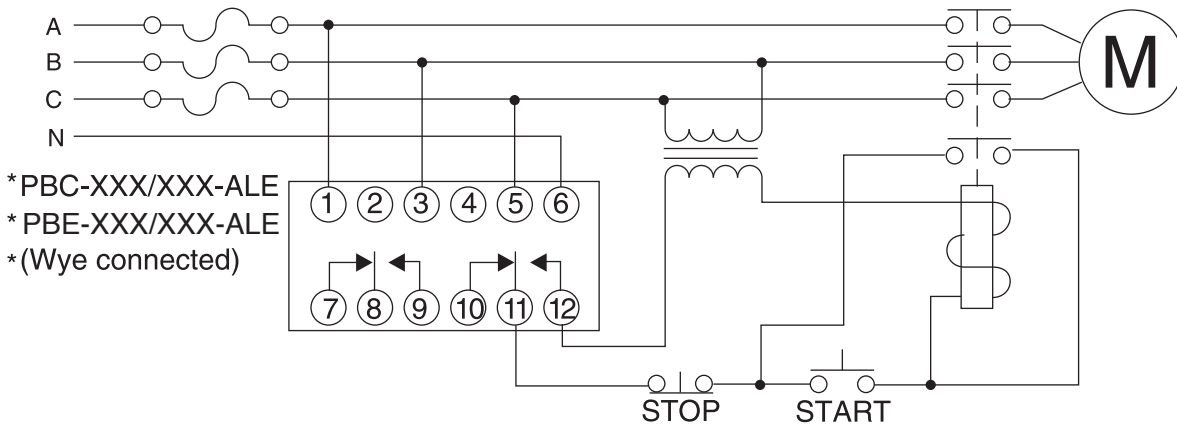 A
B
C
N
M
*PBC-XXX/XXX-ALE
*PBE-XXX/XXX-ALE
*(Wye connected)
1 2 3 4 5 6
7 8 9 10 11 12
STOP START